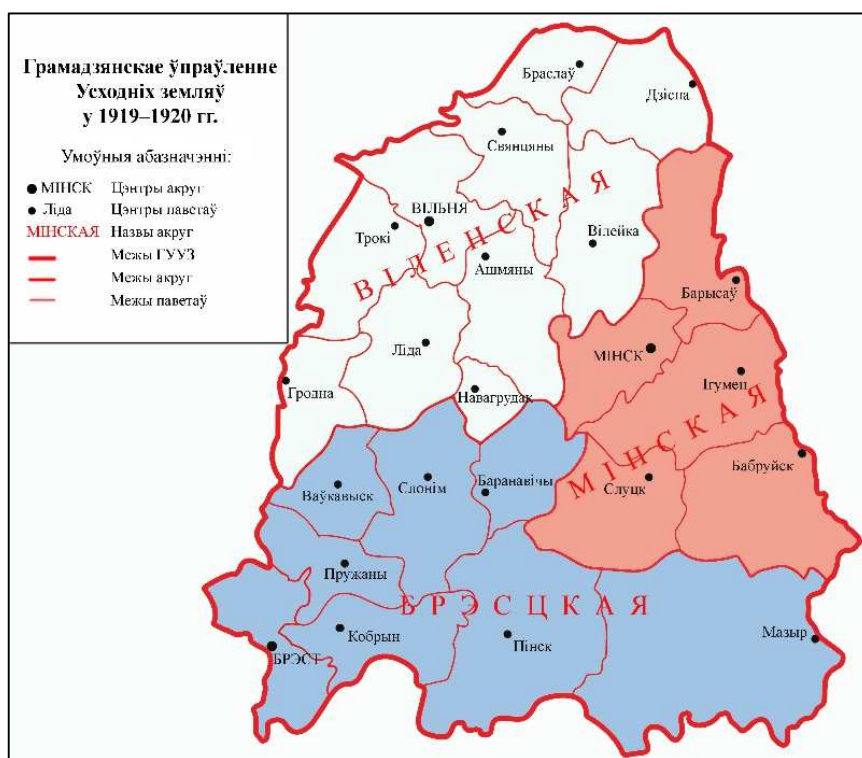 Грамадзянскае ўпраўленне
Усходніх земляў
у 1919–1920 гг.
Умоўныя абазначэнні:
МІНСК Цэнтры акруг
Ліда Цэнтры паветаў
МІНСКАЯ Назвы акруг
Межы ГУУЗ
Межы акруг
Межы паветаў
Браслаў
Дзісна
Свянцяны
ВІЛЬНЯ
Трокі
Вілейка
Ашмяны
ВІЛЕНСКАЯ
Барысаў
Ліда
МІНСК
Ігумен
Гродна
Навагрудак
МІНСКАЯ
Бабруйск
Ваўкавыск
Слонім
Баранавічы
Слуцк
Пружаны
БРЭСЦКАЯ
Кобрын
Пінск
Мазыр
БРЭСТ